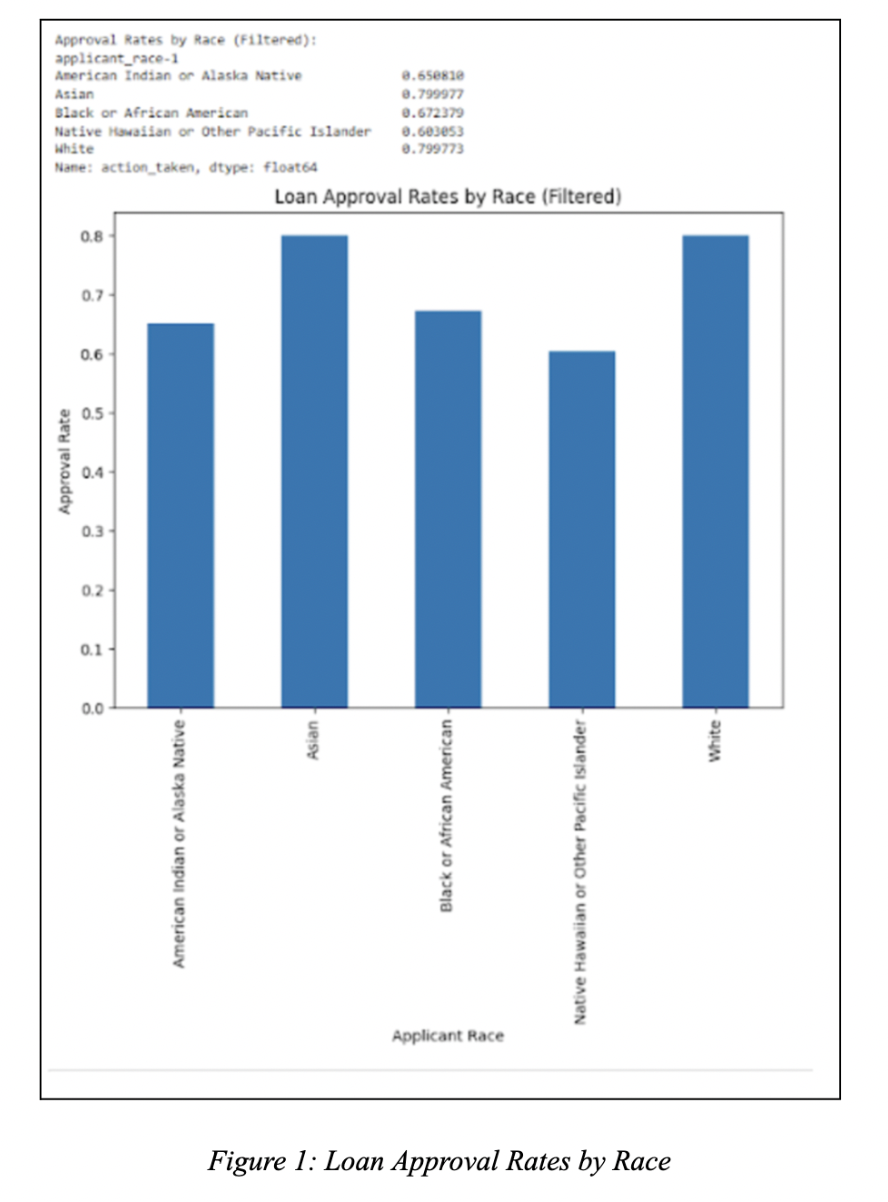 Approval Rates by Race (Filtered):
applicant_race-1
American Indian or Alaska Native 0.650810
Asian 0.799977
Black or African American 0.672379
Native Hawaiian or Other Pacific Islander 0.603053
White 0.799773
Name: action_taken, dtype: float64
Loan Approval Rates by Race (Filtered)
0.8
0.7
0.6
0.5
0.4
0.3
0.2
0.1
0.0
Approval Rate
American Indian or Alaska Native
Asian
Black or African American
Native Hawaiian or Other Pacific Islander
White
Applicant Race
Figure 1: Loan Approval Rates by Race